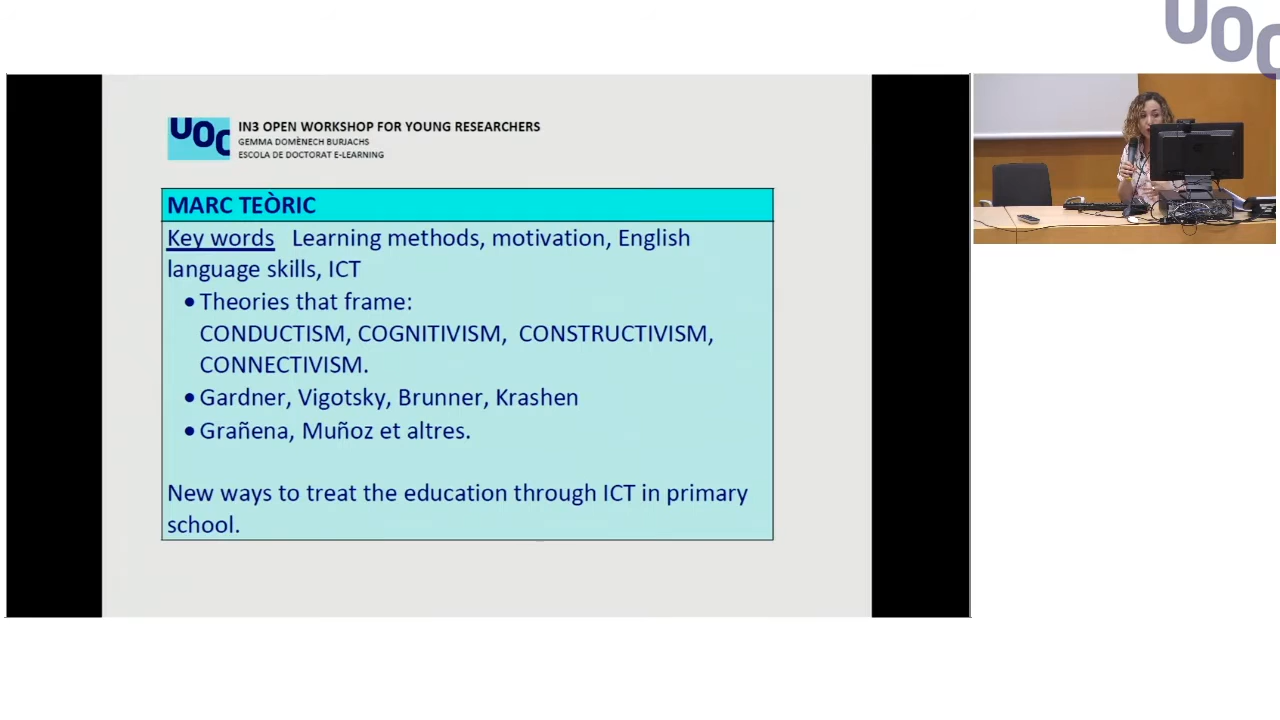 UOC
UOC
IN3 OPEN WORKSHOP FOR YOUNG RESEARCHERS
GEMMA DOMÈNECH BURJACHS
ESCOLA DE DOCTORAT E-LEARNING
MARC TEÒRIC
Key words Learning methods, motivation, English
language skills, ICT
• Theories that frame:
CONDUCTISM, COGNITIVISM, CONSTRUCTIVISM,
CONNECTIVISM.
• Gardner, Vigotsky, Brunner, Krashen
• Grañena, Muñoz et altres.
New ways to treat the education through ICT in primary
school.